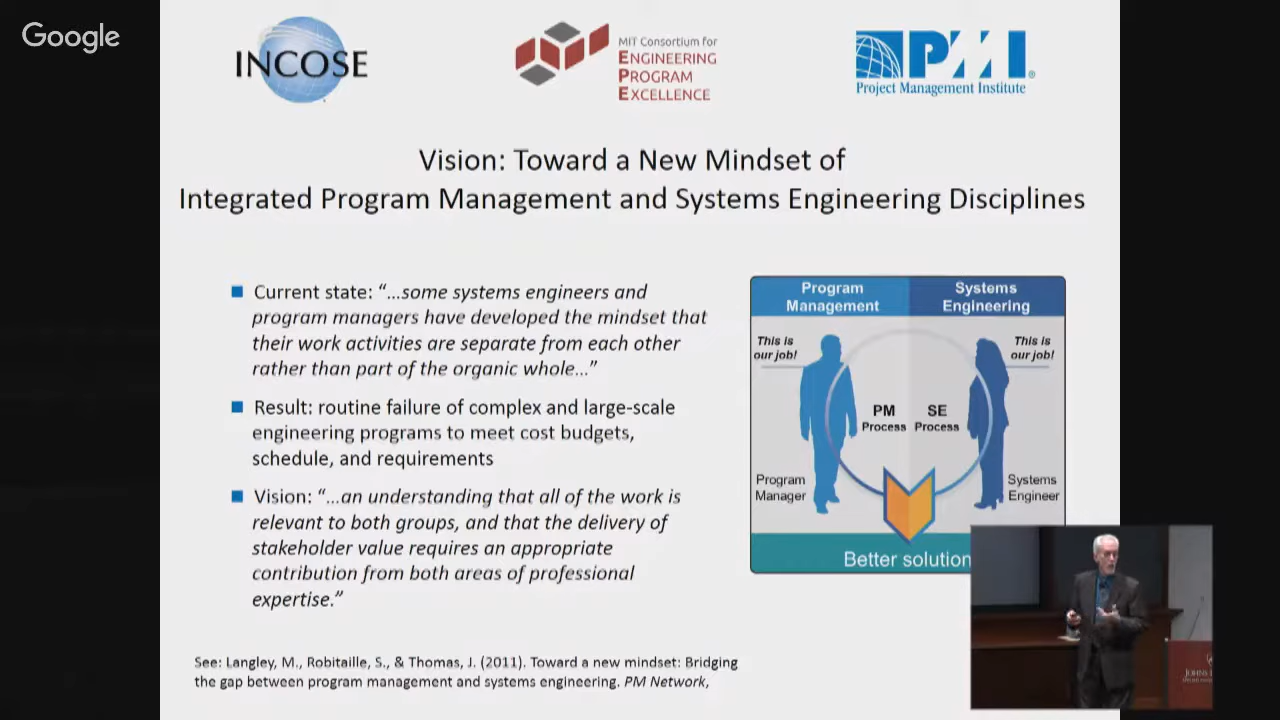 Google
INCOSE
MIT Consortium for
ENGINEERING
PROGRAM
EXCELLENCE
PMI®
Project Management Institute
Vision: Toward a New Mindset of
Integrated Program Management and Systems Engineering Disciplines
■ Current state: “…some systems engineers and
program managers have developed the mindset that
their work activities are separate from each other
rather than part of the organic whole…”
■ Result: routine failure of complex and large-scale
engineering programs to meet cost budgets,
schedule, and requirements
■ Vision: “…an understanding that all of the work is
relevant to both groups, and that the delivery of
stakeholder value requires an appropriate
contribution from both areas of professional
expertise.”
Program
Management
Systems
Engineering
This is
our job!
This is
our job!
PM
Process
SE
Process
Program
Manager
Systems
Engineer
Better solution
See: Langley, M., Robitaille, S., & Thomas, J. (2011). Toward a new mindset: Bridging
the gap between program management and systems engineering. PM Network,
JOHNS